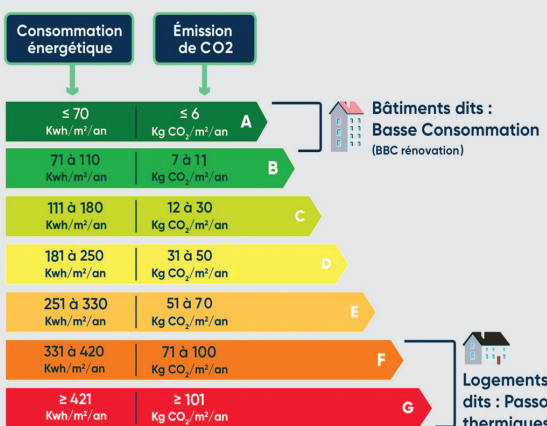 Consommation
énergétique
Émission
de CO2
≤ 70
Kwh/m²/an
≤ 6
Kg CO₂/m²/an
A
Bâtiments dits :
Basse Consommation
(BBC rénovation)
71 à 110
Kwh/m²/an
7 à 11
Kg CO₂/m²/an
B
111 à 180
Kwh/m²/an
12 à 30
Kg CO₂/m²/an
C
181 à 250
Kwh/m²/an
31 à 50
Kg CO₂/m²/an
D
251 à 330
Kwh/m²/an
51 à 70
Kg CO₂/m²/an
E
331 à 420
Kwh/m²/an
71 à 100
Kg CO₂/m²/an
F
≥ 421
Kwh/m²/an
≥ 101
Kg CO₂/m²/an
G
Logements
dits : Passo
thermiques